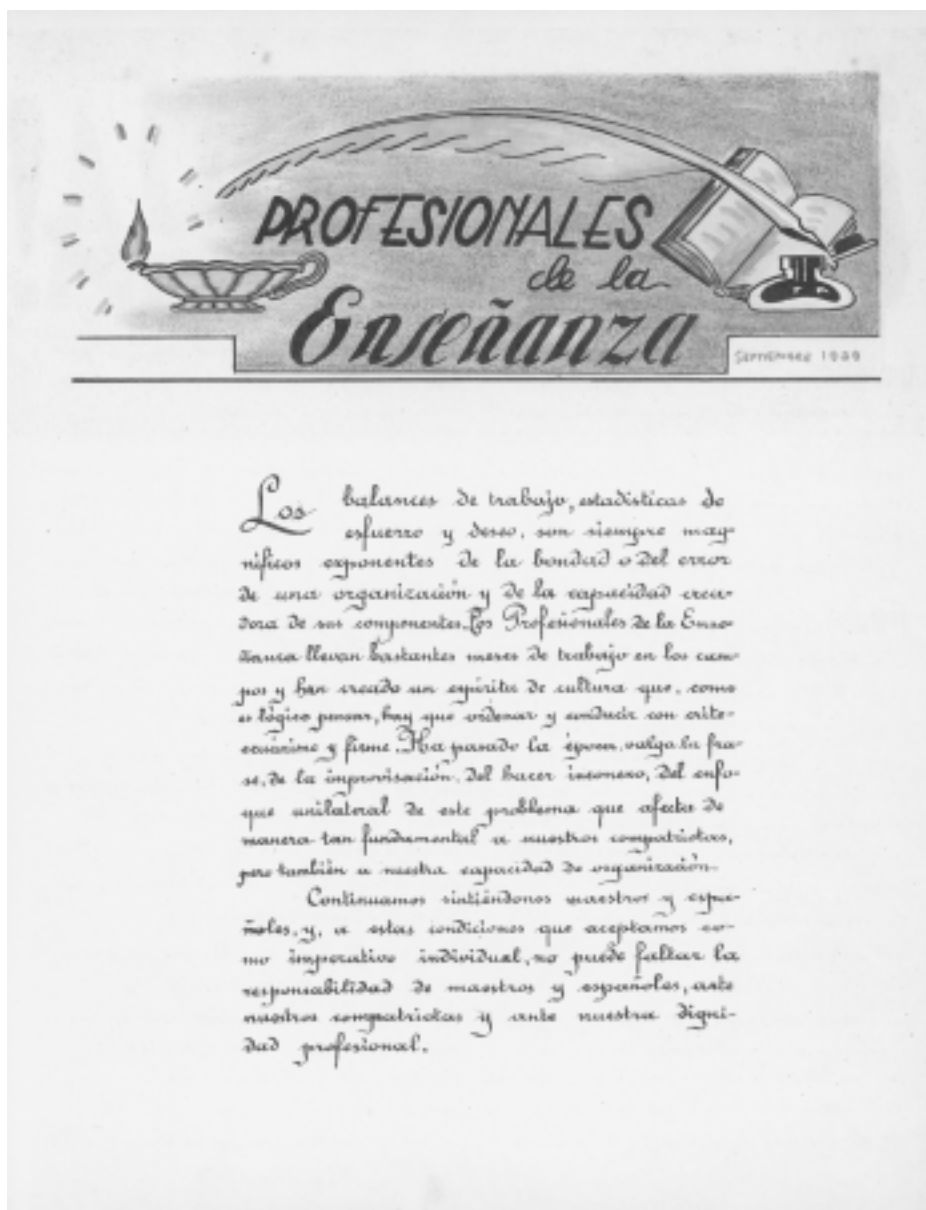 PROFESIONALES
de la
Enseñanza
SEPTIEMBRE 1939
Los balances de trabajo, estadísticas de
esfuerzo y deseo, son siempre mag-
níficos exponentes de la bondad o del error
de una organización y de la capacidad crea-
dora de sus componentes. Los Profesionales de la Ense-
ñanza llevan bastantes meses de trabajo en los cam-
pos y han creado un espíritu de cultura que, como
es lógico pensar, hay que ordenar y conducir con crite-
y firme. Ha pasado la época, valga la fra-
se, de la improvisación, del hacer inconexo, del enfo-
que unilateral de este problema que afecta de
manera tan fundamental a nuestros compatriotas,
pero también a nuestra capacidad de organización.
Continuamos sintiéndonos maestros y espa-
ñoles, y, a estas condiciones que aceptamos co-
mo imperativo individual, no puede faltar la
responsabilidad de maestros y españoles, ante
nuestros compatriotas y ante nuestra digni-
dad profesional.